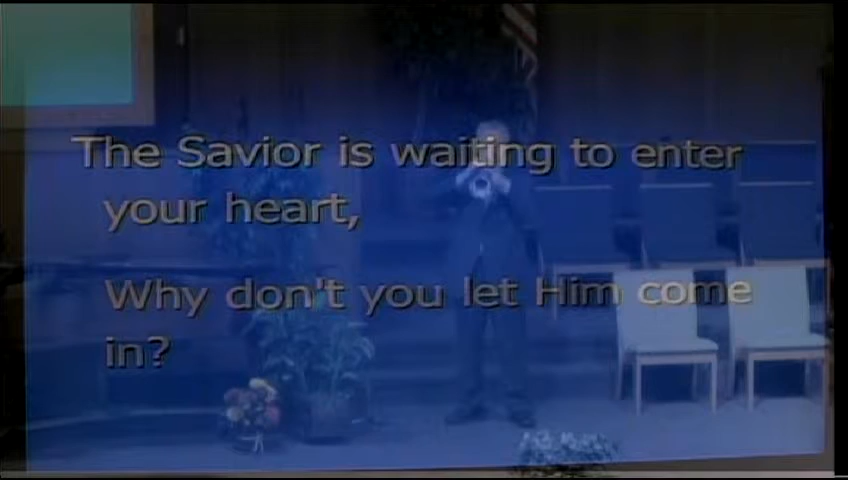 The Savior is waiting to enter
your heart,
Why don't you let Him come
in?